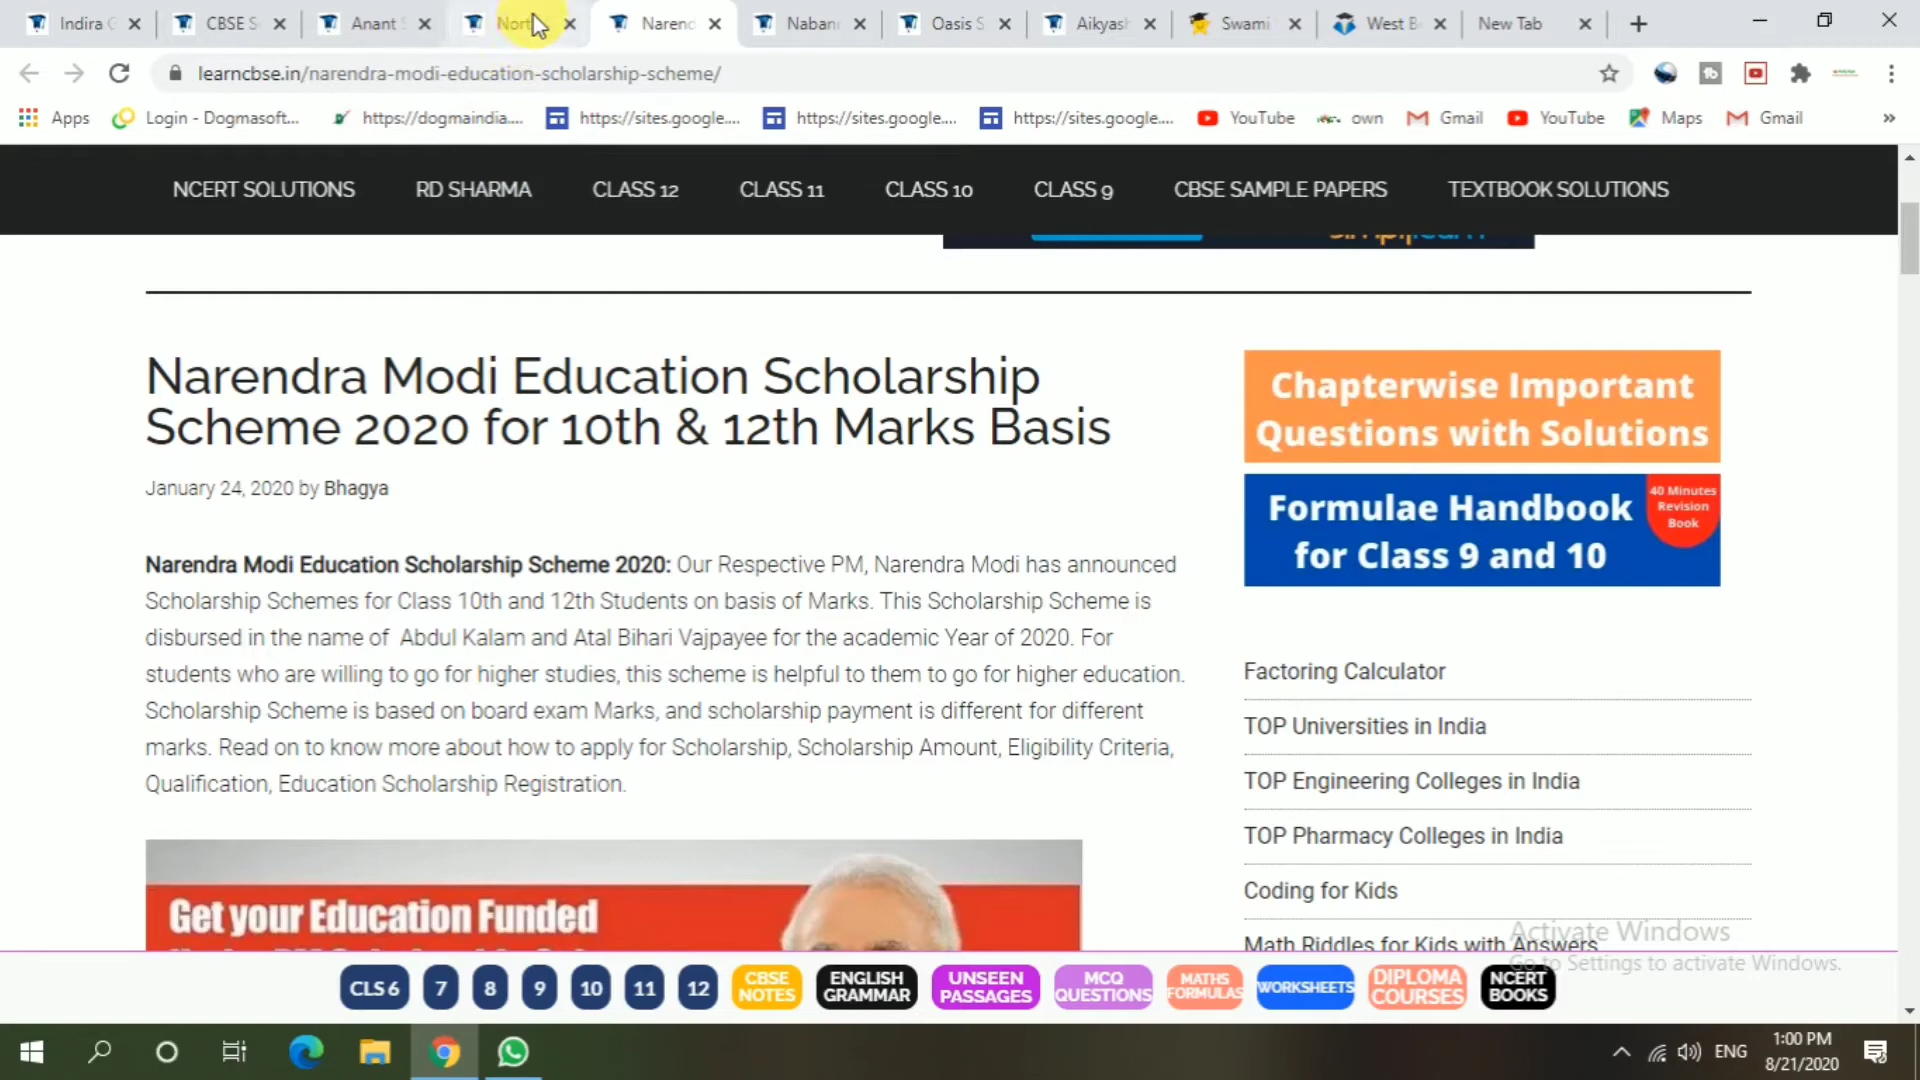 Indira G
CBSE S
Anant S
Nort
Naren
Naban
Oasis S
Aikyash
Swami
West B
New Tab
learncbse.in/narendra-modi-education-scholarship-scheme/
Apps
Login - Dogmasoft...
https://dogmaindia....
https://sites.google....
https://sites.google....
https://sites.google....
YouTube
own
Gmail
YouTube
Maps
Gmail
»
NCERT SOLUTIONS
RD SHARMA
CLASS 12
CLASS 11
CLASS 10
CLASS 9
CBSE SAMPLE PAPERS
TEXTBOOK SOLUTIONS
Narendra Modi Education Scholarship
Scheme 2020 for 10th & 12th Marks Basis
January 24, 2020 by Bhagya
Narendra Modi Education Scholarship Scheme 2020: Our Respective PM, Narendra Modi has announced
Scholarship Schemes for Class 10th and 12th Students on basis of Marks. This Scholarship Scheme is
disbursed in the name of Abdul Kalam and Atal Bihari Vajpayee for the academic Year of 2020. For
students who are willing to go for higher studies, this scheme is helpful to them to go for higher education.
Scholarship Scheme is based on board exam Marks, and scholarship payment is different for different
marks. Read on to know more about how to apply for Scholarship, Scholarship Amount, Eligibility Criteria,
Qualification, Education Scholarship Registration.
Get your Education Funded
Chapterwise Important
Questions with Solutions
Formulae Handbook
for Class 9 and 10
40 Minutes
Revision
Book
Factoring Calculator
TOP Universities in India
TOP Engineering Colleges in India
TOP Pharmacy Colleges in India
Coding for Kids
Math Riddles for Kids with Answers
Activate Windows
Go to Settings to activate Windows.
CLS 6
7
8
9
10
11
12
CBSE
NOTES
ENGLISH
GRAMMAR
UNSEEN
PASSAGES
MCQ
QUESTIONS
MATHS
FORMULAS
WORKSHEETS
DIPLOMA
COURSES
NCERT
BOOKS
ENG
1:00 PM
8/21/2020